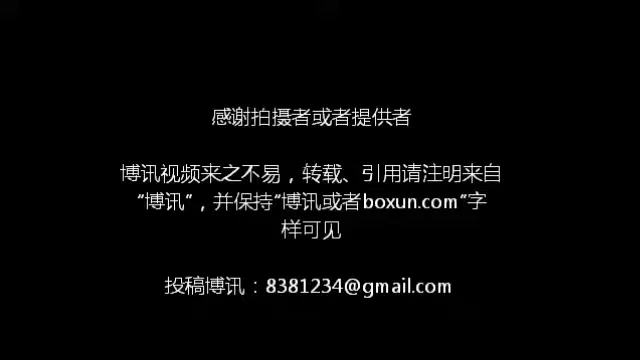 感谢拍摄者或者提供者
博讯视频来之不易，转载、引用请注明来自
“博讯”，并保持“博讯或者boxun.com”字
样可见
投稿博讯：8381234@gmail.com